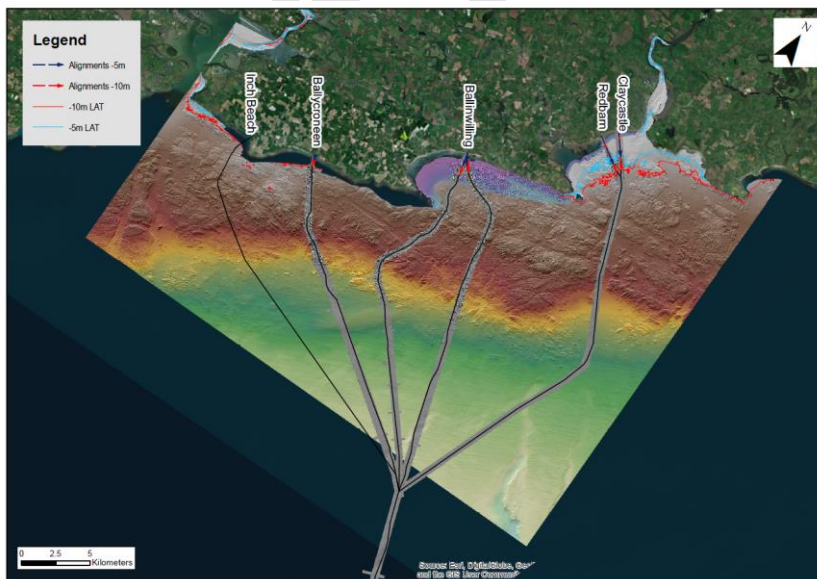 Legend
Alignments -5m
Alignments -10m
-10m LAT
-5m LAT
Inch Beach
Ballycroneen
Ballinwilling
Redbarn
Claycastle
N
0 2.5 5
Kilometers
Source: Esri, DigitalGlobe,
and the GIS User